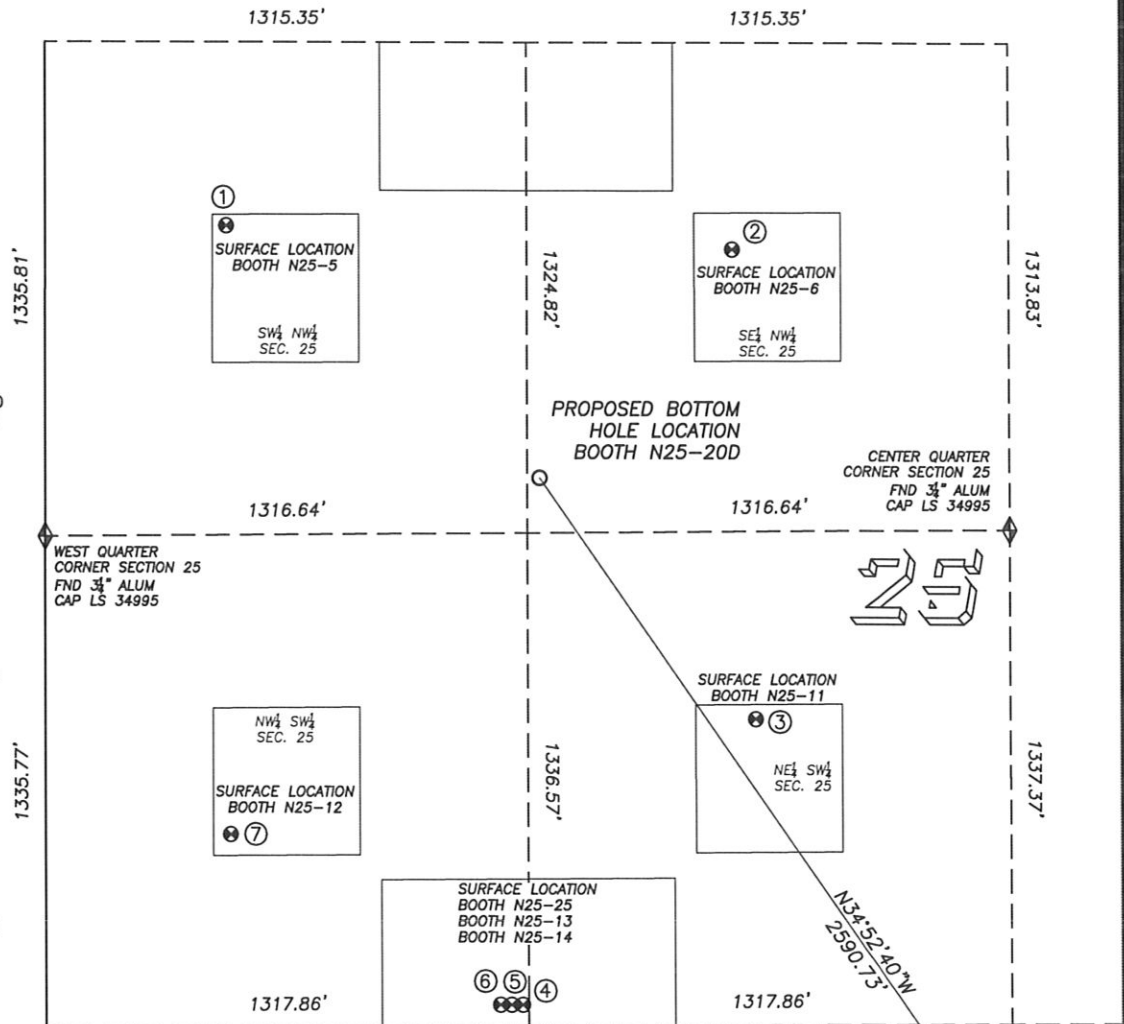 1315.35'
1315.35'
①
SURFACE LOCATION
BOOTH N25-5
SW¼ NW¼
SEC. 25
②
SURFACE LOCATION
BOOTH N25-6
SE¼ NW¼
SEC. 25
1335.81'
1324.82'
1313.83'
PROPOSED BOTTOM
HOLE LOCATION
BOOTH N25-20D
CENTER QUARTER
CORNER SECTION 25
FND 3¼" ALUM
CAP LS 34995
1316.64'
1316.64'
WEST QUARTER
CORNER SECTION 25
FND 3¼" ALUM
CAP LS 34995
25
SURFACE LOCATION
BOOTH N25-11
③
NE¼ SW¼
SEC. 25
NW¼ SW¼
SEC. 25
SURFACE LOCATION
BOOTH N25-12
⑦
1335.77'
1336.57'
1337.37'
SURFACE LOCATION
BOOTH N25-25
BOOTH N25-13
BOOTH N25-14
⑥ ⑤ ④
N34°52'40"W
2590.73'
1317.86'
1317.86'